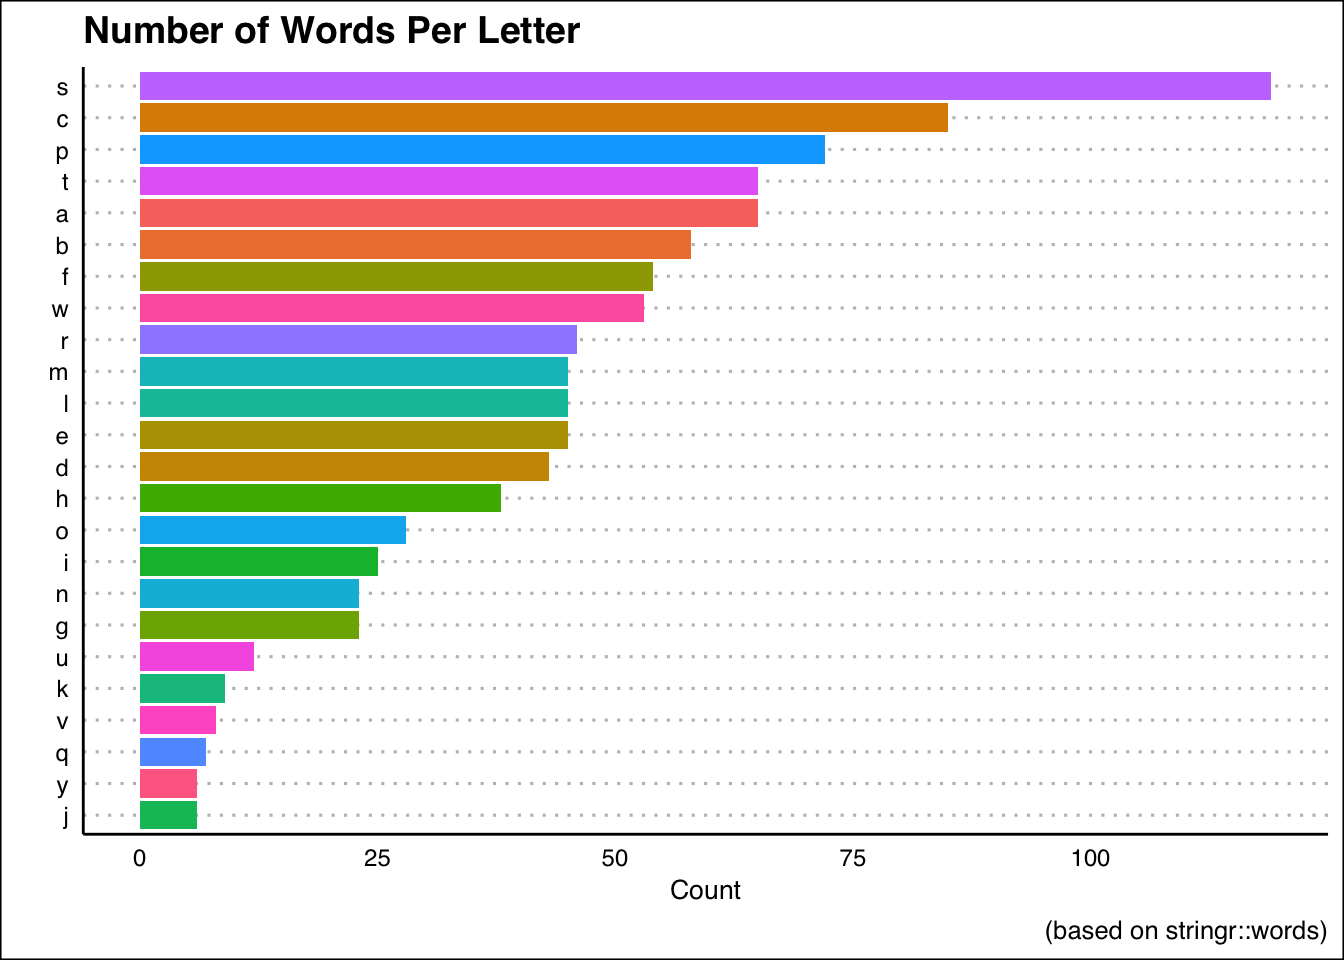 Number of Words Per Letter
s
c
p
t
a
b
f
w
r
m
l
e
d
h
o
i
n
g
u
k
v
q
y
j
0 25 50 75 100
Count
(based on stringr::words)